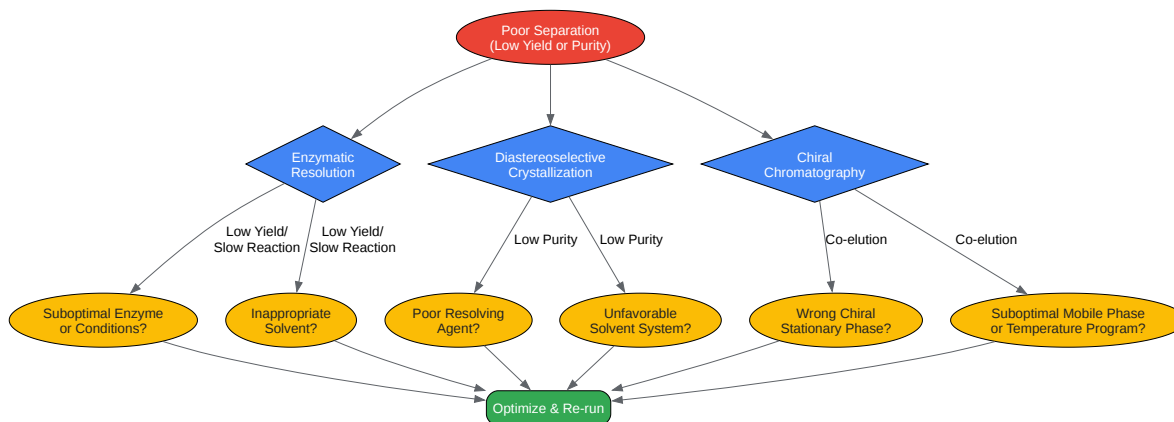 Poor Separation
(Low Yield or Purity)
Enzymatic
Resolution
Diastereoselective
Crystallization
Chiral
Chromatography
Low Yield/
Slow Reaction
Low Yield/
Slow Reaction
Low Purity
Low Purity
Co-elution
Co-elution
Suboptimal Enzyme
or Conditions?
Inappropriate
Solvent?
Poor Resolving
Agent?
Unfavorable
Solvent System?
Wrong Chiral
Stationary Phase?
Suboptimal Mobile Phase
or Temperature Program?
Optimize & Re-run